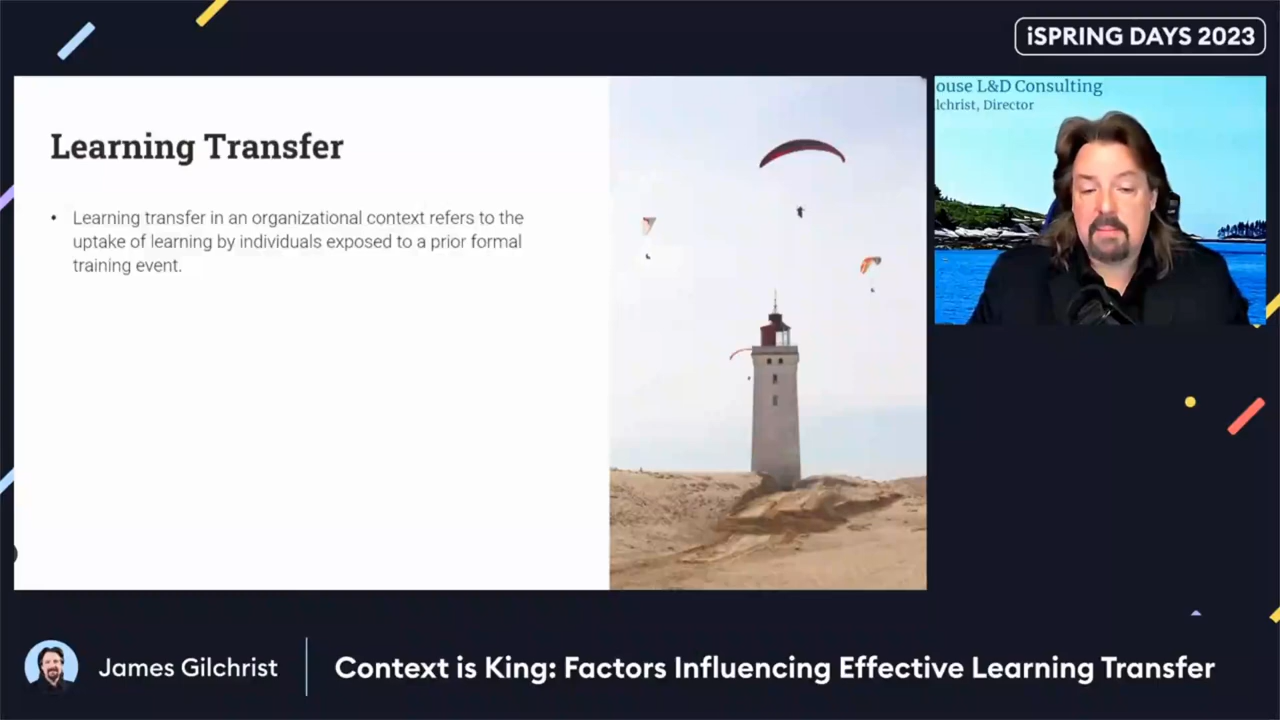 iSPRING DAYS 2023
Learning Transfer
• Learning transfer in an organizational context refers to the
uptake of learning by individuals exposed to a prior formal
training event.
ouse L&D Consulting
lchrist, Director
James Gilchrist
Context is King: Factors Influencing Effective Learning Transfer